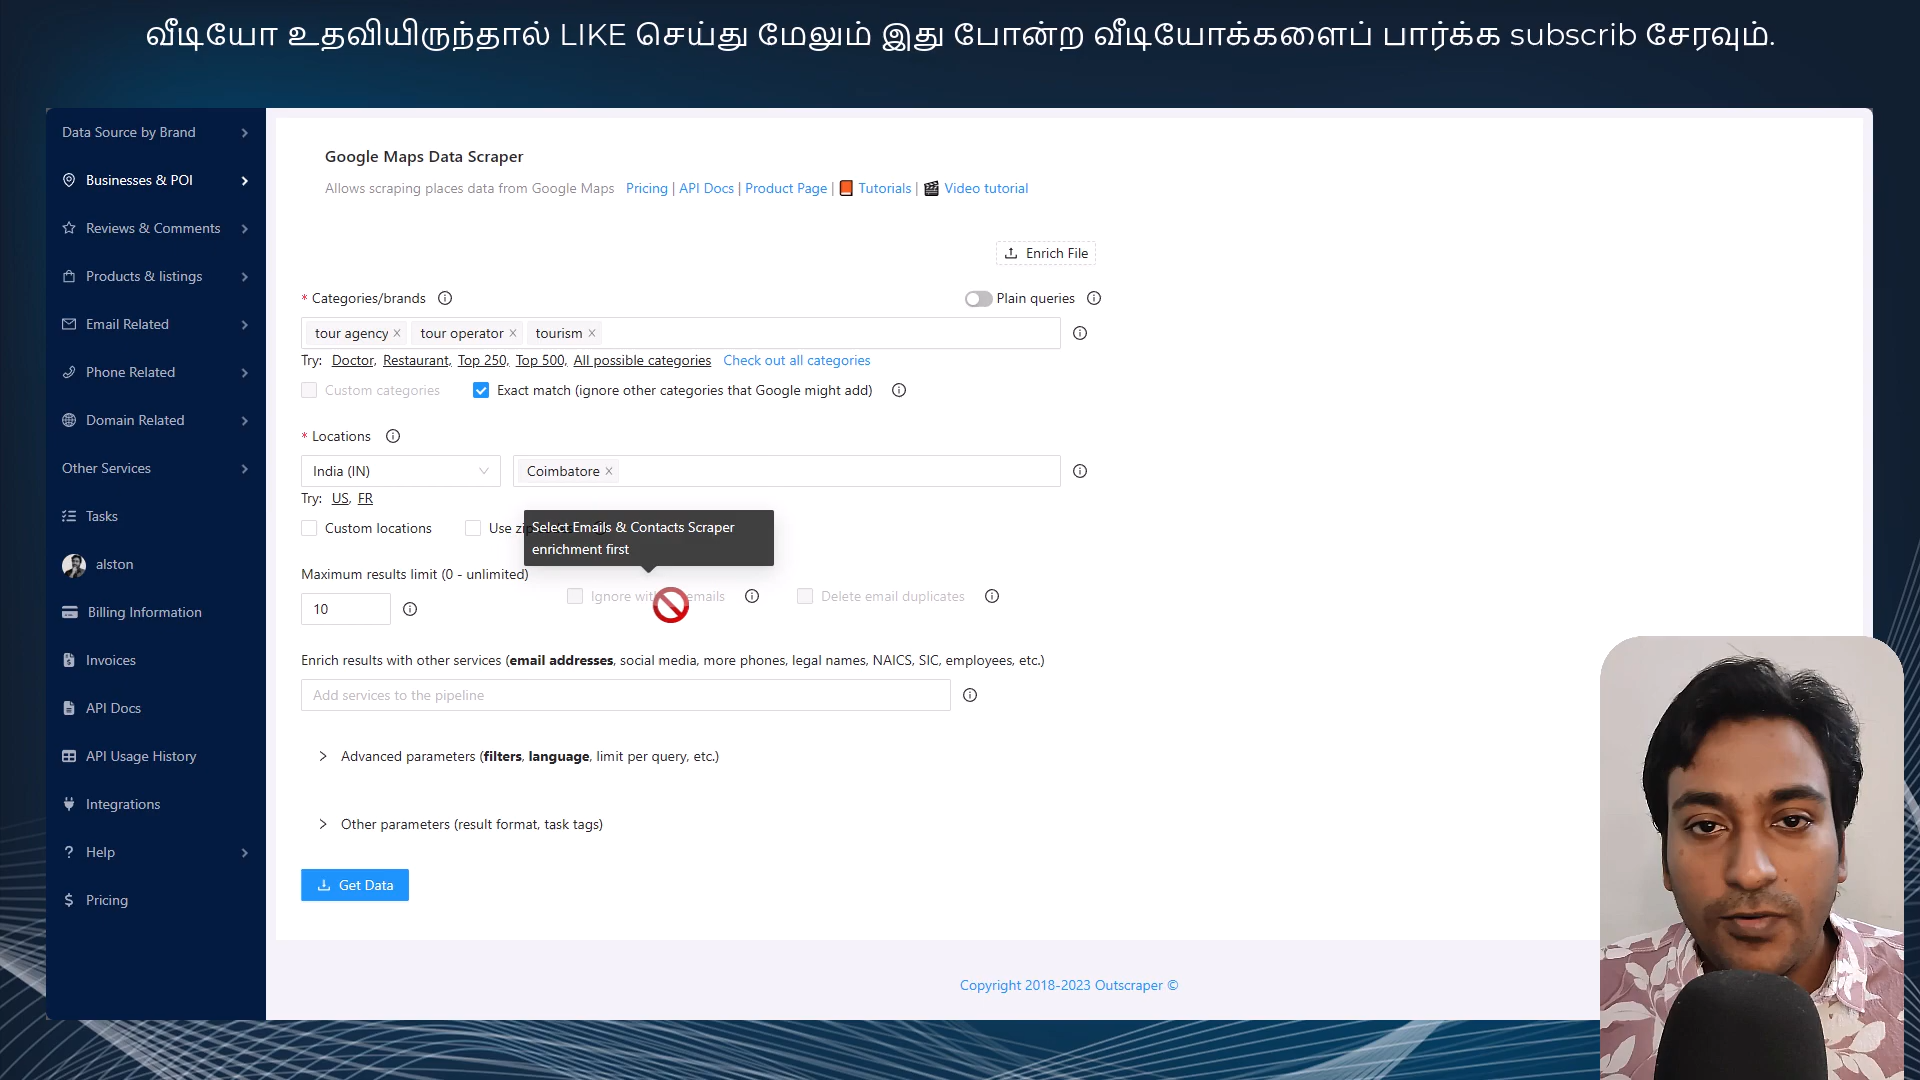 வீடியோ உதவியிருந்தால் LIKE செய்து மேலும் இது போன்ற வீடியோக்களைப் பார்க்க subscrib சேரவும்.
Data Source by Brand
Businesses & POI
Reviews & Comments
Products & listings
Email Related
Phone Related
Domain Related
Other Services
Tasks
alston
Billing Information
Invoices
API Docs
API Usage History
Integrations
Help
Pricing
Google Maps Data Scraper
Allows scraping places data from Google Maps Pricing | API Docs | Product Page | Tutorials | Video tutorial
Enrich File
* Categories/brands
Plain queries
tour agency × tour operator × tourism ×
Try: Doctor, Restaurant, Top 250, Top 500, All possible categories Check out all categories
Custom categories Exact match (ignore other categories that Google might add)
* Locations
India (IN) Coimbatore ×
Try: US, FR
Custom locations Use
Select Emails & Contacts Scraper
enrichment first
Maximum results limit (0 - unlimited)
10
Ignore emails Delete email duplicates
Enrich results with other services (email addresses, social media, more phones, legal names, NAICS, SIC, employees, etc.)
Add services to the pipeline
Advanced parameters (filters, language, limit per query, etc.)
Other parameters (result format, task tags)
Get Data
Copyright 2018-2023 Outscraper ©